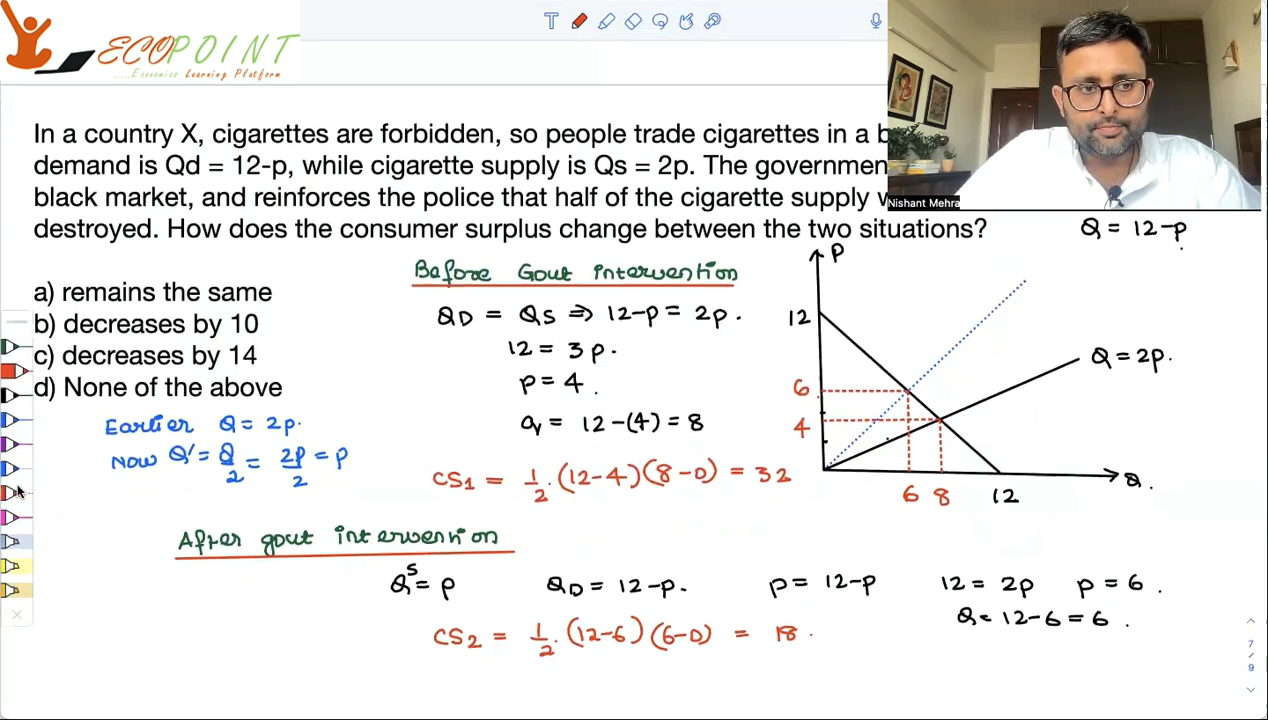 ECOPOINT
.....Economics Learning Platform
In a country X, cigarettes are forbidden, so people trade cigarettes in a b
demand is Qd = 12-p, while cigarette supply is Qs = 2p. The government
black market, and reinforces the police that half of the cigarette supply w
destroyed. How does the consumer surplus change between the two situations?
Nishant Mehra
Q = 12-p
a) remains the same
b) decreases by 10
c) decreases by 14
d) None of the above
Earlier Q = 2p.
Now Q' = Q/2 = 2p/2 = p
Before Gout intervention
QD = QS ⇒ 12-p = 2p.
12 = 3p.
p = 4.
q = 12-(4) = 8
CS1 = 1/2.(12-4)(8-0) = 32
P
12
6
4
Q = 2p.
6 8 12
Q.
After gout intervention
Q^S = p QD = 12-p. p = 12-p 12 = 2p p = 6.
Q = 12-6 = 6.
CS2 = 1/2.(12-6)(6-0) = 18.
T
7
/
9